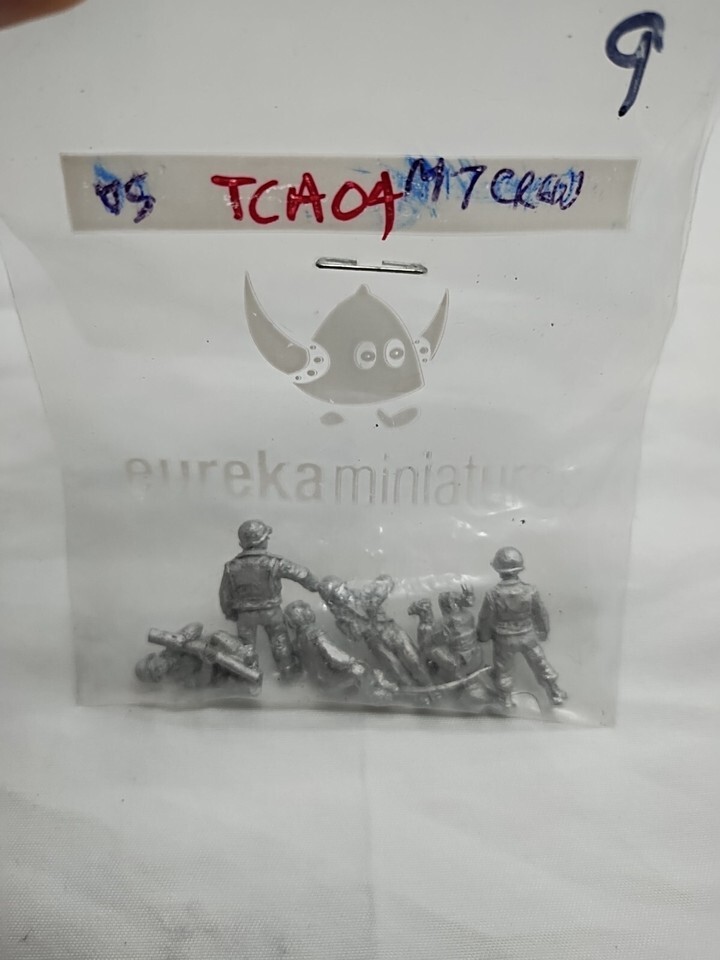 9
US TCA04 M7 CREW
eureka miniatures